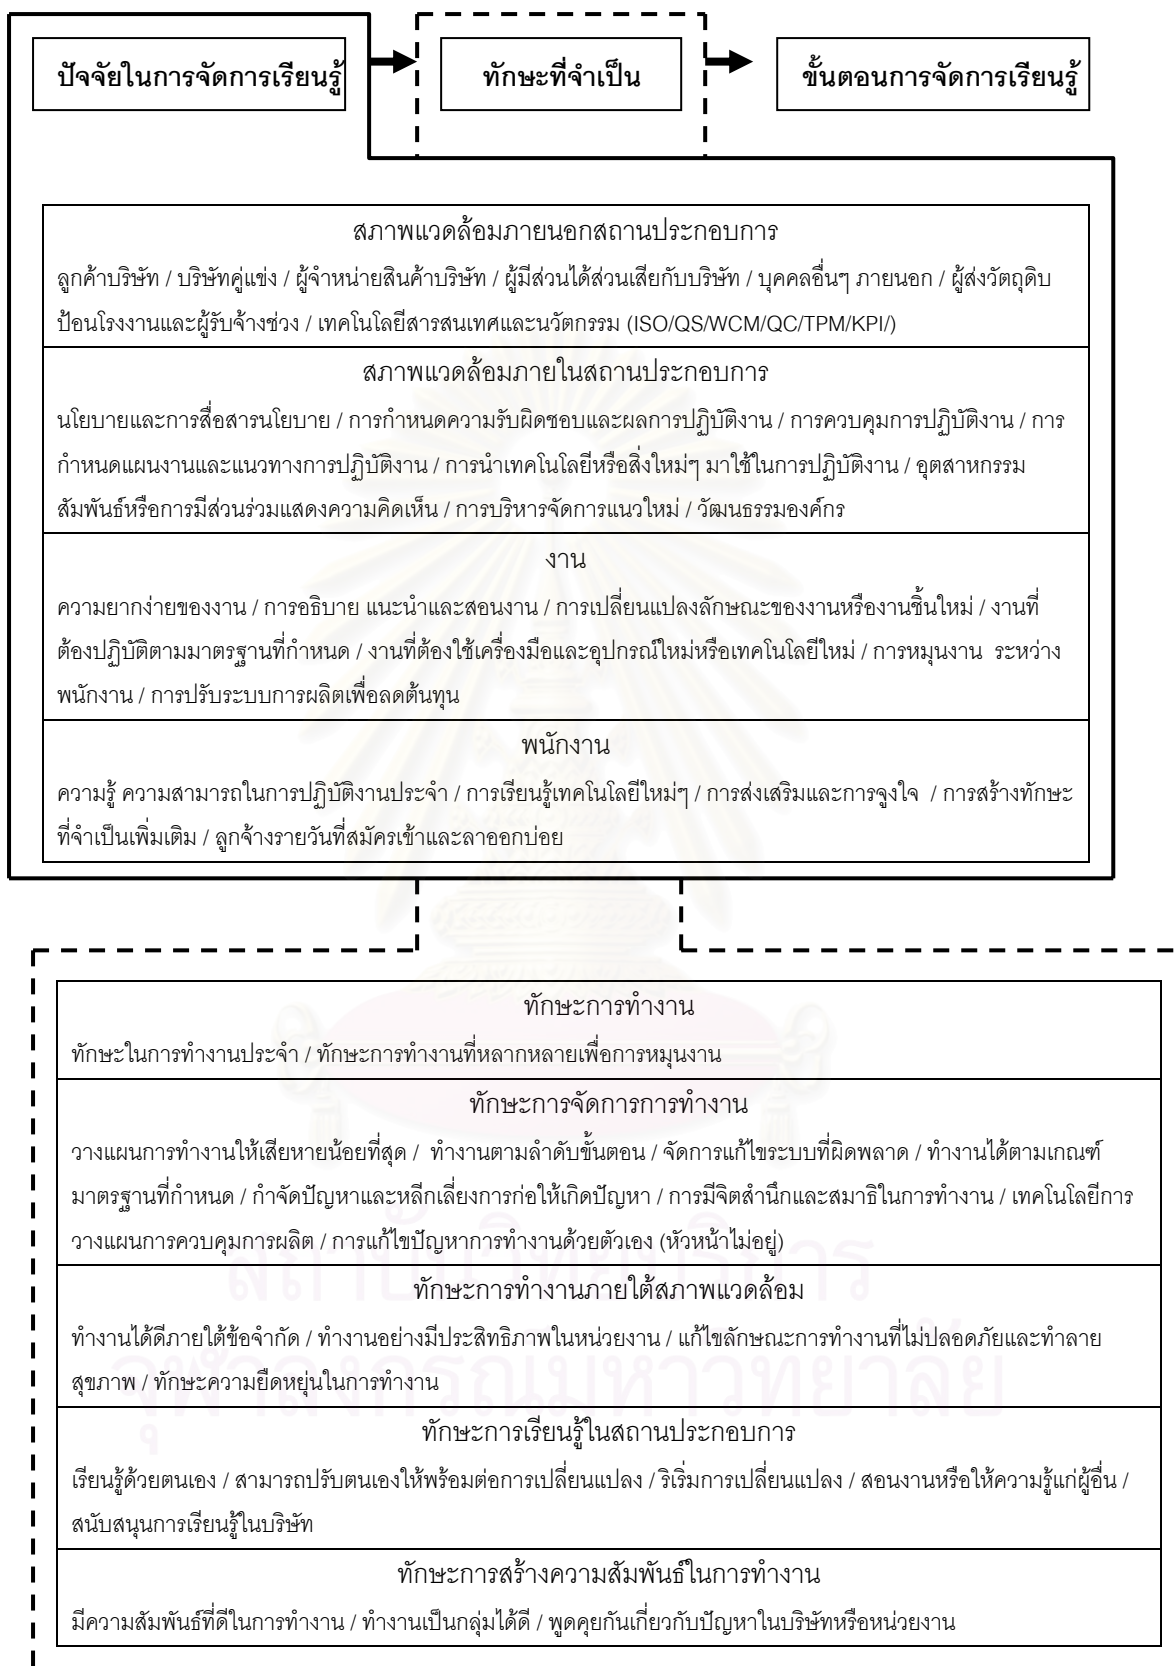 ปัจจัยในการจัดการเรียนรู้
ทักษะที่จำเป็น
ขั้นตอนการจัดการเรียนรู้
สภาพแวดล้อมภายนอกสถานประกอบการ
ลูกค้าบริษัท / บริษัทคู่แข่ง / ผู้จำหน่ายสินค้าบริษัท / ผู้มีส่วนได้ส่วนเสียกับบริษัท / บุคคลอื่นๆ ภายนอก / ผู้ส่งวัตถุดิบ
ป้อนโรงงานและผู้รับจ้างช่วง / เทคโนโลยีสารสนเทศและนวัตกรรม (ISO/QS/WCM/QC/TPM/KPI/)
สภาพแวดล้อมภายในสถานประกอบการ
นโยบายและการสื่อสารนโยบาย / การกำหนดความรับผิดชอบและผลการปฏิบัติงาน / การควบคุมการปฏิบัติงาน / การ
กำหนดแผนงานและแนวทางการปฏิบัติงาน / การนำเทคโนโลยีหรือสิ่งใหม่ๆ มาใช้ในการปฏิบัติงาน / อุตสาหกรรม
สัมพันธ์หรือการมีส่วนร่วมแสดงความคิดเห็น / การบริหารจัดการแนวใหม่ / วัฒนธรรมองค์กร
งาน
ความยากง่ายของงาน / การอธิบาย แนะนำและสอนงาน / การเปลี่ยนแปลงลักษณะของงานหรืองานชิ้นใหม่ / งานที่
ต้องปฏิบัติตามมาตรฐานที่กำหนด / งานที่ต้องใช้เครื่องมือและอุปกรณ์ใหม่หรือเทคโนโลยีใหม่ / การหมุนงาน ระหว่าง
พนักงาน / การปรับระบบการผลิตเพื่อลดต้นทุน
พนักงาน
ความรู้ ความสามารถในการปฏิบัติงานประจำ / การเรียนรู้เทคโนโลยีใหม่ๆ / การส่งเสริมและการจูงใจ / การสร้างทักษะ
ที่จำเป็นเพิ่มเติม / ลูกจ้างรายวันที่สมัครเข้าและลาออกบ่อย
ทักษะการทำงาน
ทักษะในการทำงานประจำ / ทักษะการทำงานที่หลากหลายเพื่อการหมุนงาน
ทักษะการจัดการการทำงาน
วางแผนการทำงานให้เสียหายน้อยที่สุด / ทำงานตามลำดับขั้นตอน / จัดการแก้ไขระบบที่ผิดพลาด / ทำงานได้ตามเกณฑ์
มาตรฐานที่กำหนด / กำจัดปัญหาและหลีกเลี่ยงการก่อให้เกิดปัญหา / การมีจิตสำนึกและสมาธิในการทำงาน / เทคโนโลยีการ
วางแผนการควบคุมการผลิต / การแก้ไขปัญหาการทำงานด้วยตัวเอง (หัวหน้าไม่อยู่)
สถาบันวิทยบริการ
ทักษะการทำงานภายใต้สภาพแวดล้อม
ทำงานได้ดีภายใต้ข้อจำกัด / ทำงานอย่างมีประสิทธิภาพในหน่วยงาน / แก้ไขลักษณะการทำงานที่ไม่ปลอดภัยและทำลาย
สุขภาพ / ทักษะความยืดหยุ่นในการทำงาน
จุฬาลงกรณ์มหาวิทยาลัย
ทักษะการเรียนรู้ในสถานประกอบการ
เรียนรู้ด้วยตนเอง / สามารถปรับตนเองให้พร้อมต่อการเปลี่ยนแปลง / ริเริ่มการเปลี่ยนแปลง / สอนงานหรือให้ความรู้แก่ผู้อื่น /
สนับสนุนการเรียนรู้ในบริษัท
ทักษะการสร้างความสัมพันธ์ในการทำงาน
มีความสัมพันธ์ที่ดีในการทำงาน / ทำงานเป็นกลุ่มได้ดี / พูดคุยกันเกี่ยวกับปัญหาในบริษัทหรือหน่วยงาน